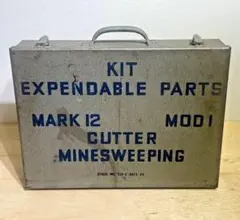 KIT
EXPENDABLE PARTS
MARK 12 MOD 1
CUTTER
MINESWEEPING